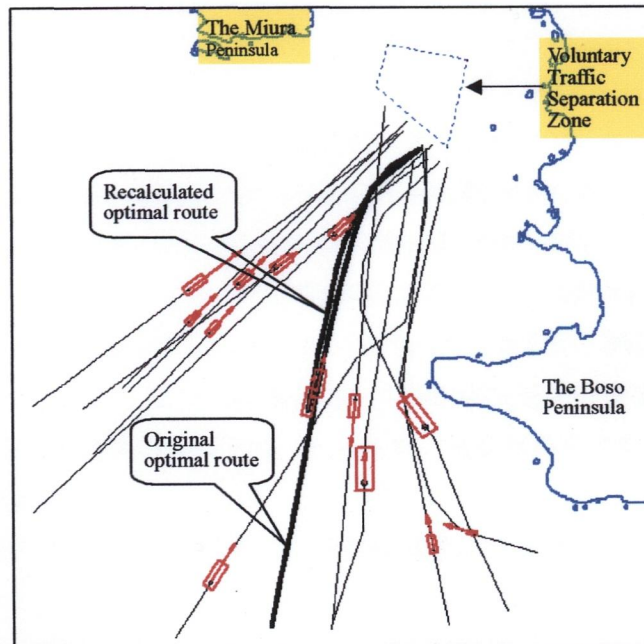 The Miura
Peninsula
Voluntary
Traffic
Separation
Zone
Recalculated
optimal route
The Boso
Peninsula
Original
optimal route